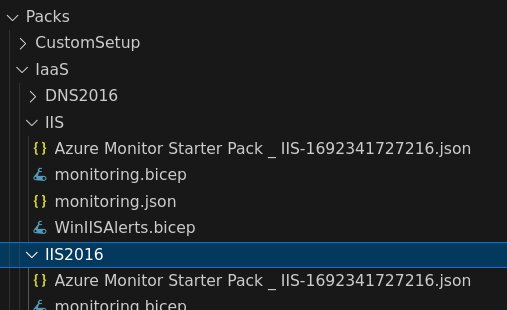 Packs
CustomSetup
IaaS
DNS2016
IIS
{} Azure Monitor Starter Pack _ IIS-1692341727216.json
monitoring.bicep
{} monitoring.json
WinIISAlerts.bicep
IIS2016
{} Azure Monitor Starter Pack _ IIS-1692341727216.json
monitoring.bicep